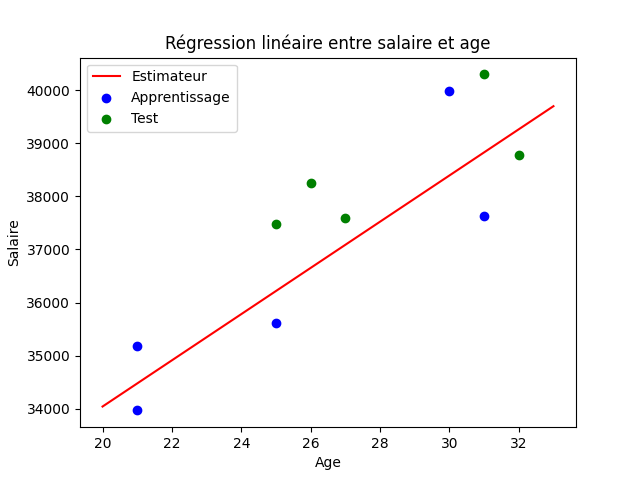 Régression linéaire entre salaire et age
Estimateur
Apprentissage
Test
40000
39000
38000
37000
36000
35000
34000
Salaire
20 22 24 26 28 30 32
Age